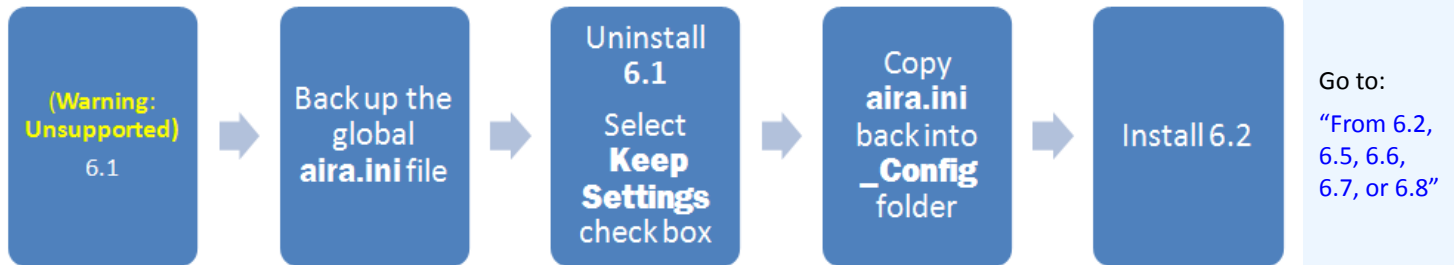 (Warning:
Unsupported)
6.1
Back up the
global
aira.ini file
Uninstall
6.1
Select
Keep
Settings
check box
Copy
aira.ini
back into
_Config
folder
Install 6.2
Go to:
“From 6.2,
6.5, 6.6,
6.7, or 6.8”